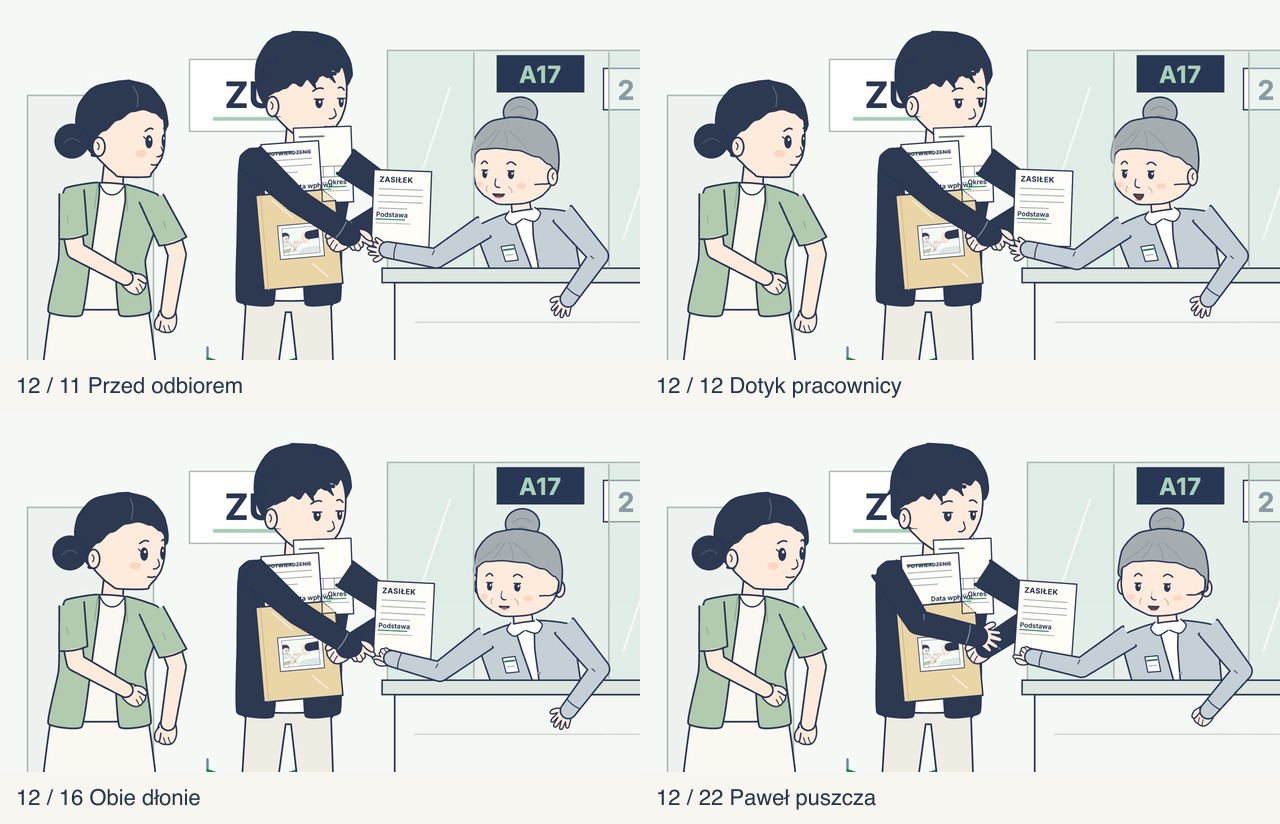 ZU
A17
2
POTWIERDZENIE
Data wpływu
Okres
ZASIŁEK
Podstawa
12 / 11 Przed odbiorem
ZU
A17
2
POTWIERDZENIE
Data wpływu
Okres
ZASIŁEK
Podstawa
12 / 12 Dotyk pracownicy
ZU
A17
2
POTWIERDZENIE
Data wpływu
Okres
ZASIŁEK
Podstawa
12 / 16 Obie dłonie
Z
A17
2
POTWIERDZENIE
Data wpływu
Okres
ZASIŁEK
Podstawa
12 / 22 Paweł puszcza